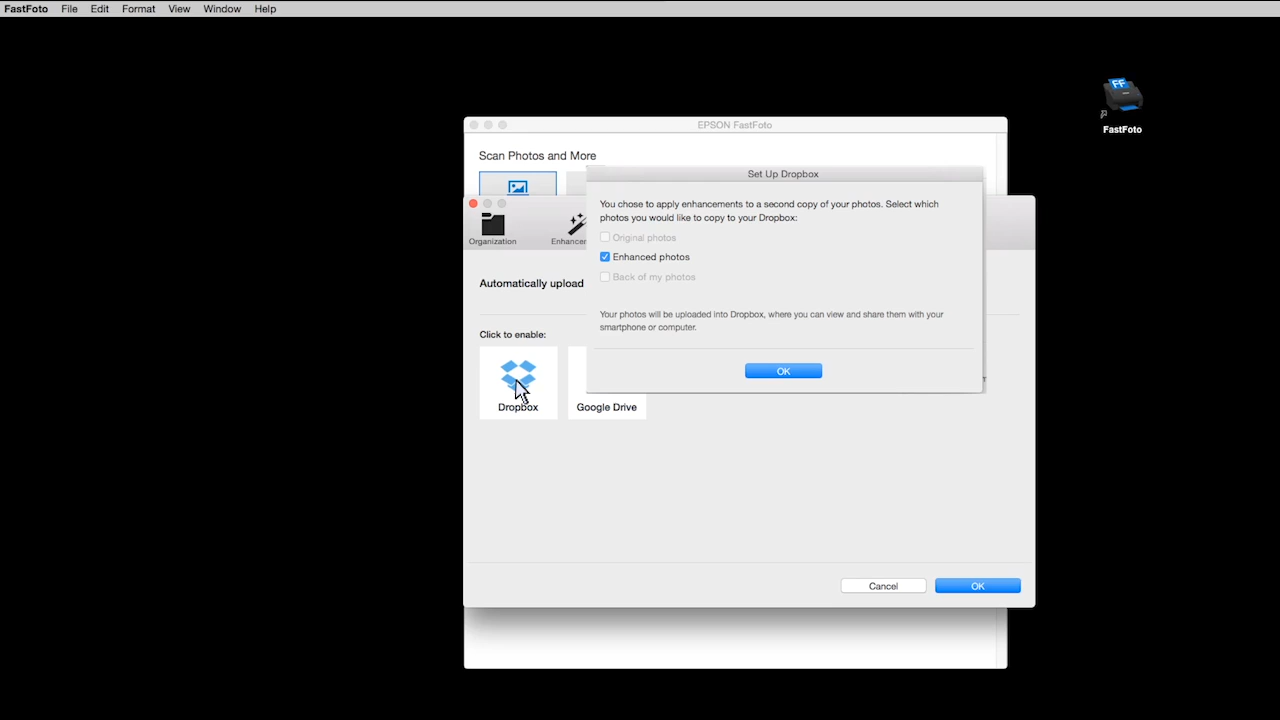 FastFoto File Edit Format View Window Help
FF
FastFoto
EPSON FastFoto
Scan Photos and More
Set Up Dropbox
You chose to apply enhancements to a second copy of your photos. Select which
photos you would like to copy to your Dropbox:
Original photos
Enhanced photos
Back of my photos
Your photos will be uploaded into Dropbox, where you can view and share them with your
smartphone or computer.
OK
Organization
Enhancem
Automatically upload
Click to enable:
Dropbox
Google Drive
Cancel
OK